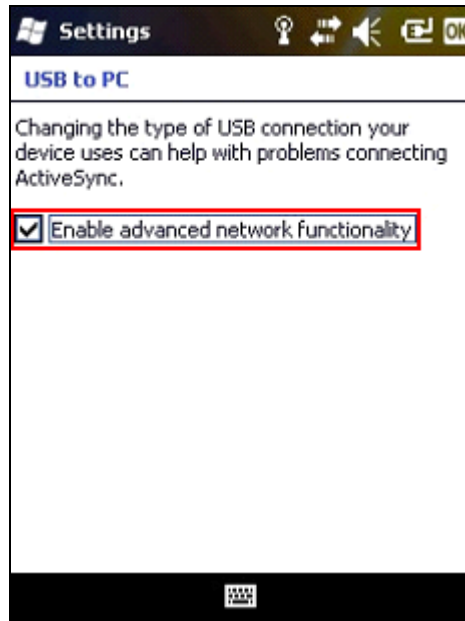 Settings
OK
USB to PC
Changing the type of USB connection your
device uses can help with problems connecting
ActiveSync.
Enable advanced network functionality